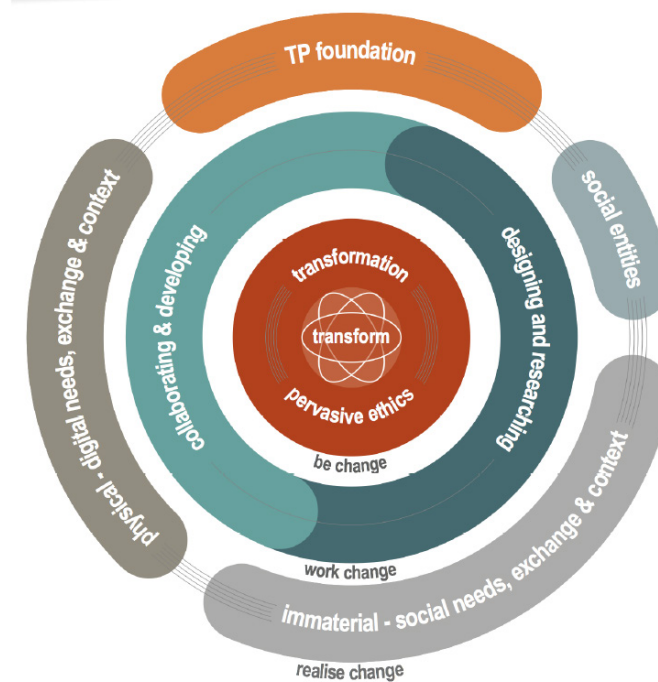 TP foundation
social entities
physical - digital needs, exchange & context
collaborating & developing
designing and researching
transformation
transform
pervasive ethics
be change
work change
immaterial - social needs, exchange & context
realise change